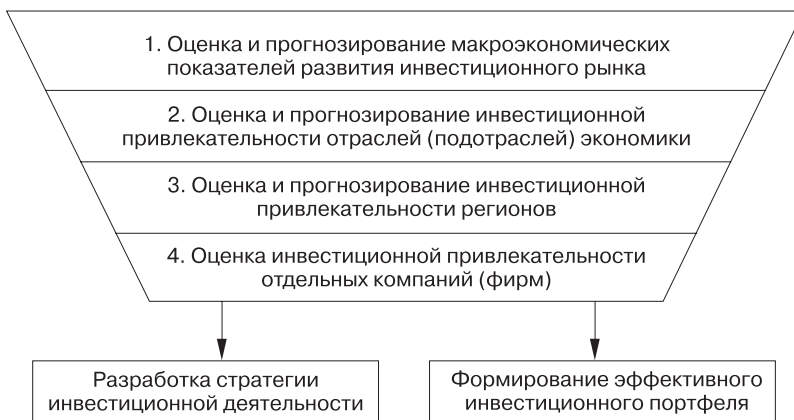 1. Оценка и прогнозирование макроэкономических
показателей развития инвестиционного рынка
2. Оценка и прогнозирование инвестиционной
привлекательности отраслей (подотраслей) экономики
3. Оценка и прогнозирование инвестиционной
привлекательности регионов
4. Оценка инвестиционной привлекательности
отдельных компаний (фирм)
Разработка стратегии
инвестиционной деятельности
Формирование эффективного
инвестиционного портфеля